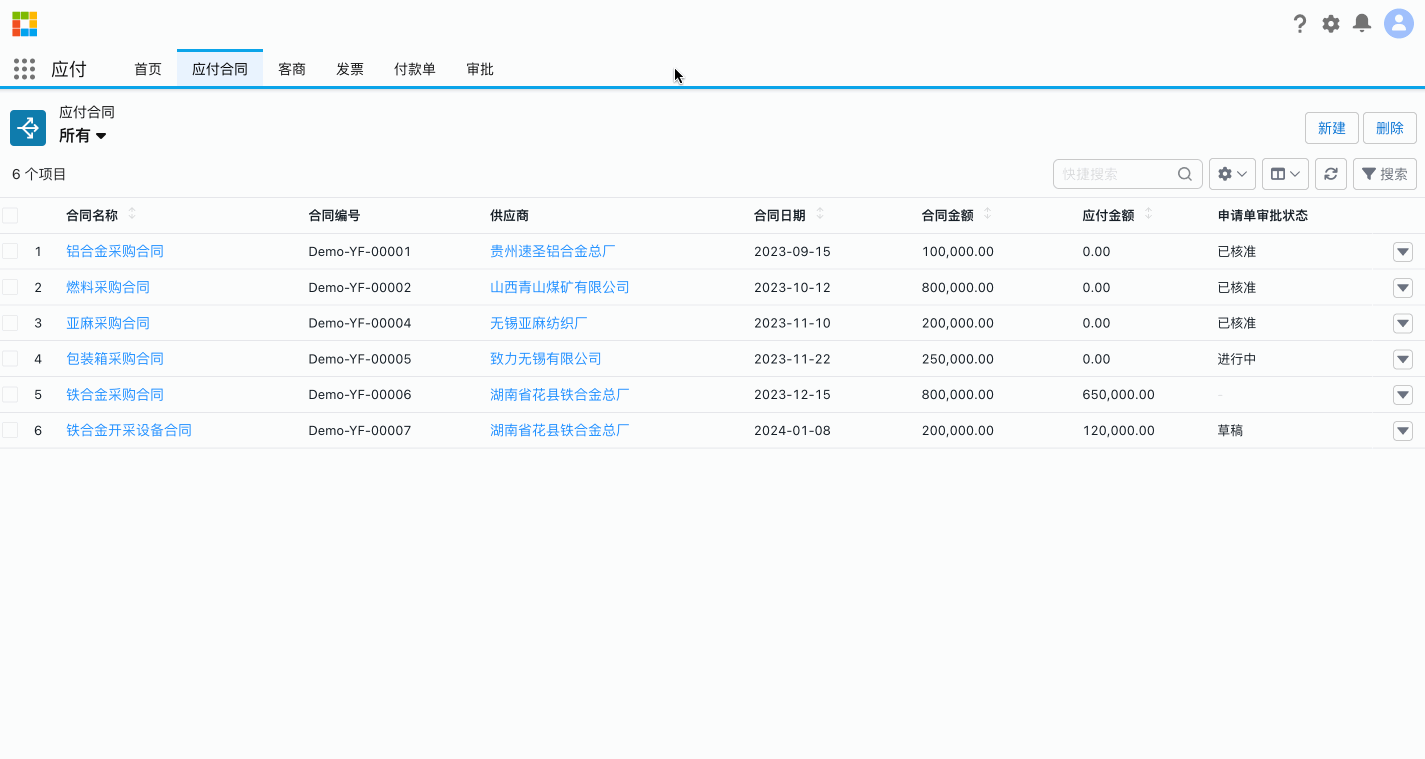 应付 首页 应付合同 客商 发票 付款单 审批
应付合同
所有
新建 删除
6 个项目 快捷搜索 搜索
合同名称 合同编号 供应商 合同日期 合同金额 应付金额 申请单审批状态
1 铝合金采购合同 Demo-YF-00001 贵州速圣铝合金总厂 2023-09-15 100,000.00 0.00 已核准
2 燃料采购合同 Demo-YF-00002 山西青山煤矿有限公司 2023-10-12 800,000.00 0.00 已核准
3 亚麻采购合同 Demo-YF-00004 无锡亚麻纺织厂 2023-11-10 200,000.00 0.00 已核准
4 包装箱采购合同 Demo-YF-00005 致力无锡有限公司 2023-11-22 250,000.00 0.00 进行中
5 铁合金采购合同 Demo-YF-00006 湖南省花县铁合金总厂 2023-12-15 800,000.00 650,000.00 -
6 铁合金开采设备合同 Demo-YF-00007 湖南省花县铁合金总厂 2024-01-08 200,000.00 120,000.00 草稿